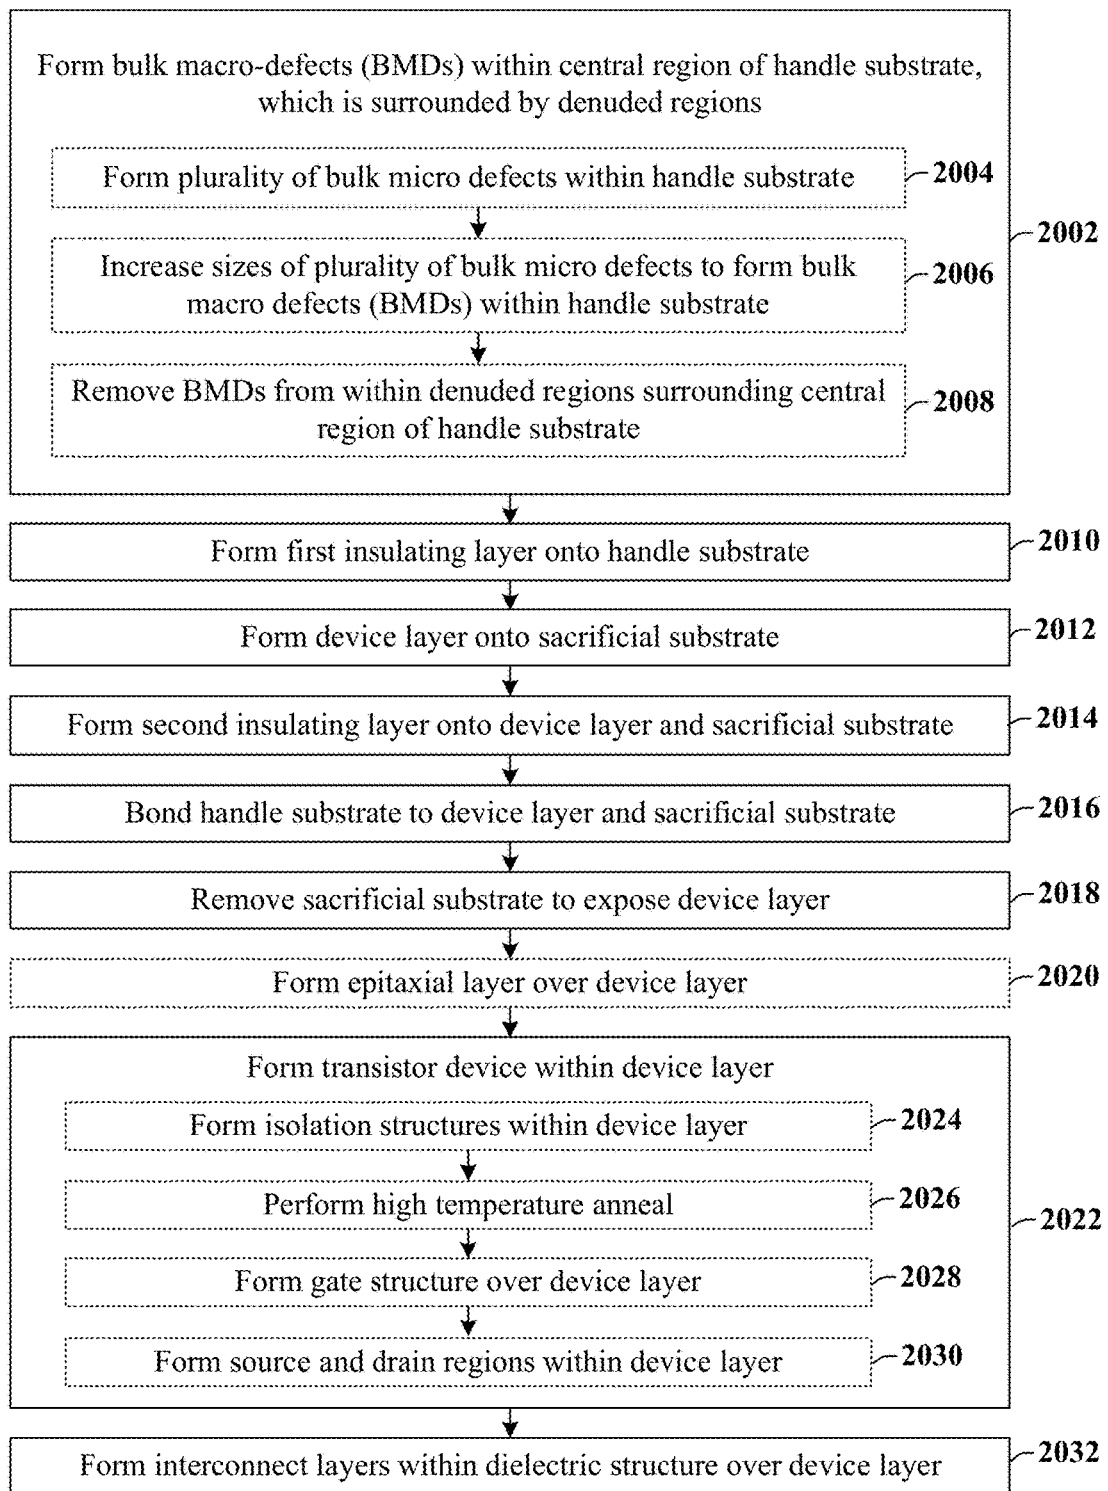 Form bulk macro-defects (BMDs) within central region of handle substrate,
which is surrounded by denuded regions
Form plurality of bulk micro defects within handle substrate
2004
2002
Increase sizes of plurality of bulk micro defects to form bulk
macro defects (BMDs) within handle substrate
2006
Remove BMDs from within denuded regions surrounding central
region of handle substrate
2008
Form first insulating layer onto handle substrate
2010
Form device layer onto sacrificial substrate
2012
Form second insulating layer onto device layer and sacrificial substrate
2014
Bond handle substrate to device layer and sacrificial substrate
2016
Remove sacrificial substrate to expose device layer
2018
Form epitaxial layer over device layer
2020
Form transistor device within device layer
Form isolation structures within device layer
2024
Perform high temperature anneal
2026
2022
Form gate structure over device layer
2028
Form source and drain regions within device layer
2030
Form interconnect layers within dielectric structure over device layer
2032